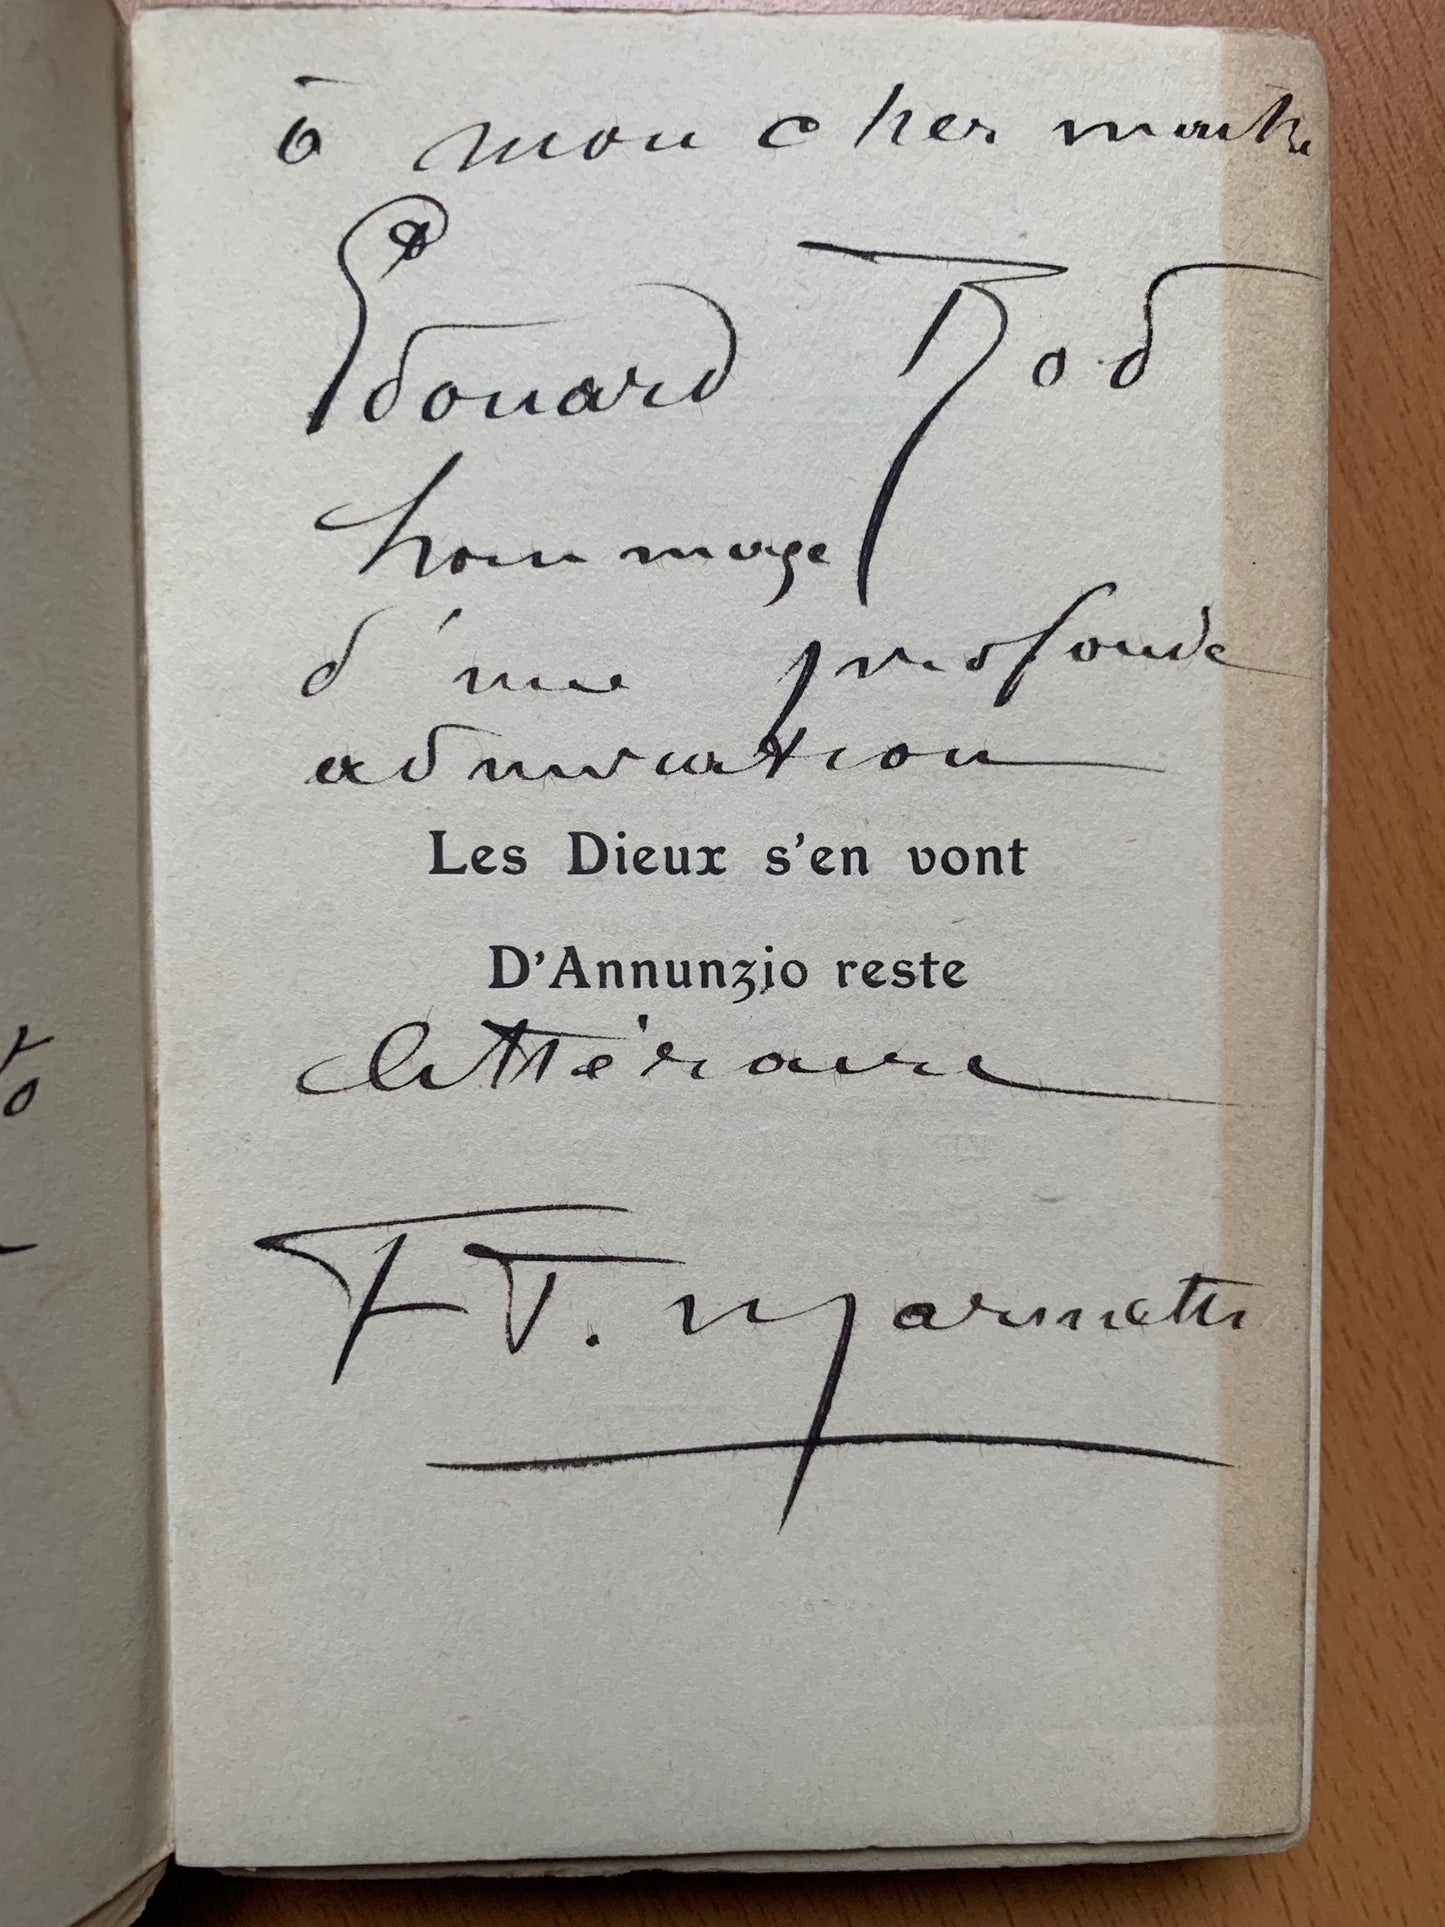 à mon cher maître
Édouard Rod
hommage
d'une profonde
admiration
Les Dieux s'en vont
D'Annunzio reste
littéraire
F. T. Marinetti